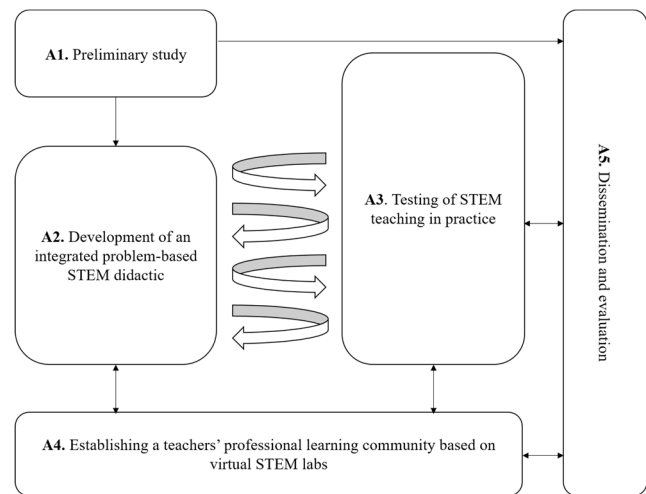 A1. Preliminary study
A2. Development of an
integrated problem-based
STEM didactic
A3. Testing of STEM
teaching in practice
A4. Establishing a teachers' professional learning community based on
virtual STEM labs
A5. Dissemination and evaluation